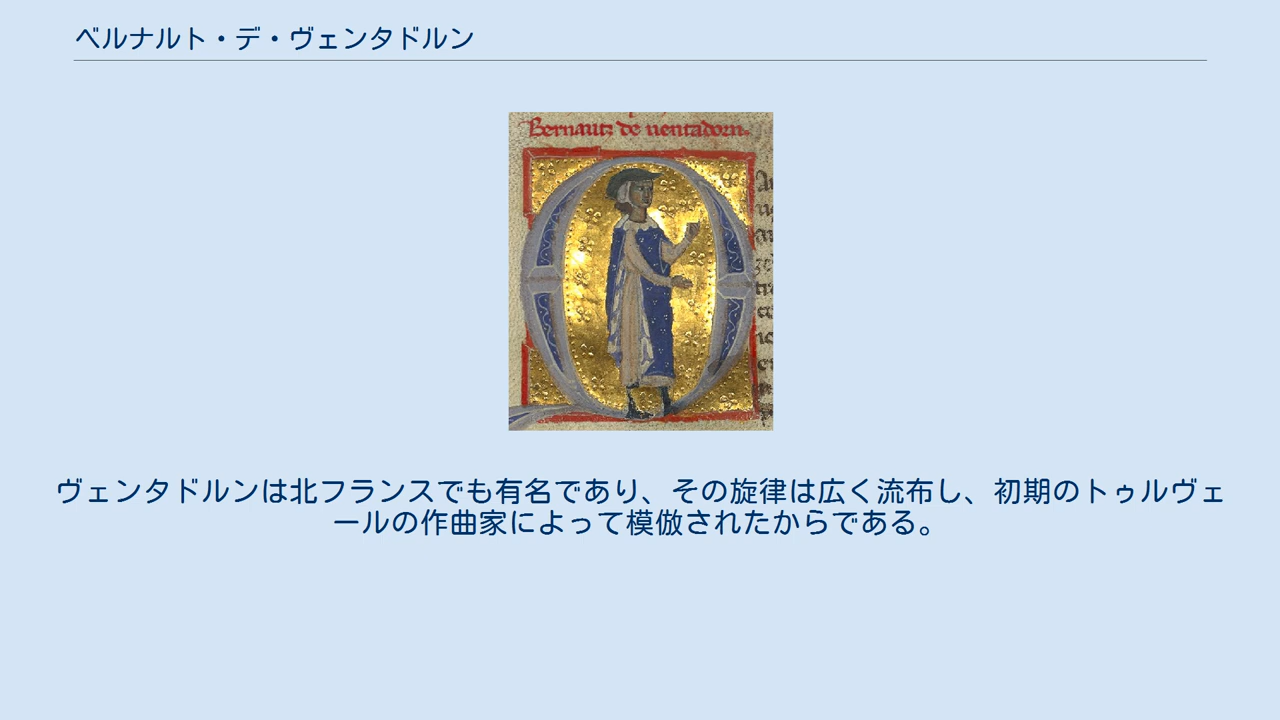 ベルナルト・デ・ヴェンタドルン
Bernautz de uentadorn.
ヴェンタドルンは北フランスでも有名であり、その旋律は広く流布し、初期のトゥルヴェ
ールの作曲家によって模倣されたからである。